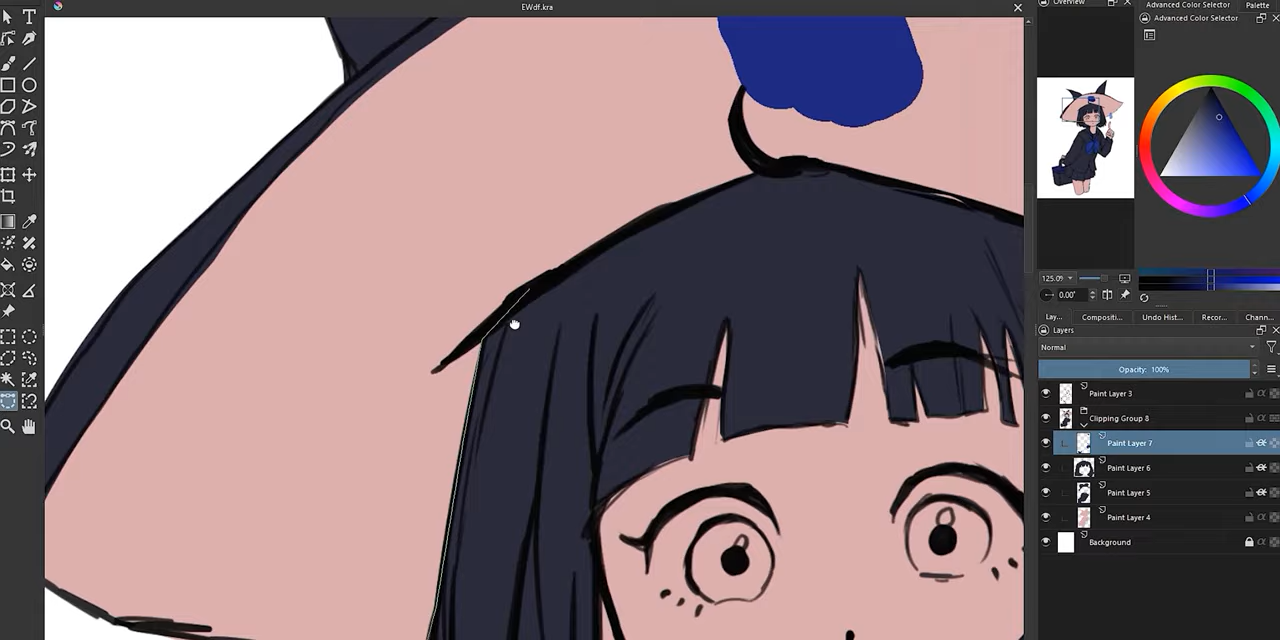 EWdf.kra
Overview
Advanced Color Selector
Palette
Advanced Color Selector
125.0%
0.00°
Lay...
Compositi...
Undo Hist...
Recor...
Chann...
Layers
Normal
Opacity: 100%
Paint Layer 3
Clipping Group 8
Paint Layer 7
Paint Layer 6
Paint Layer 5
Paint Layer 4
Background